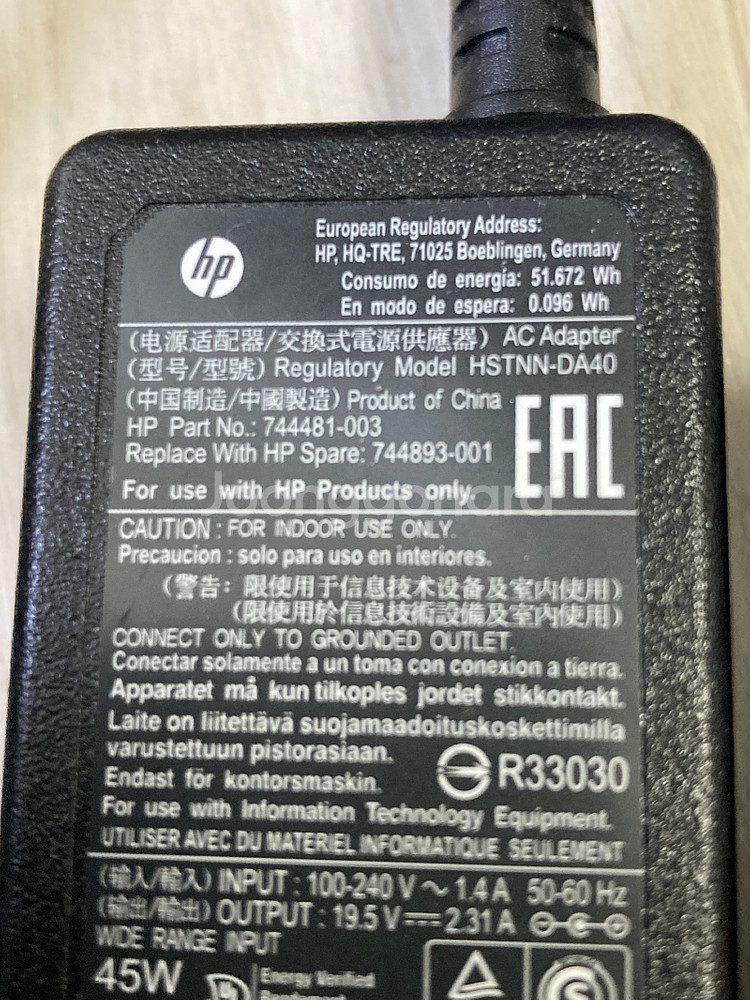 hp
European Regulatory Address:
HP, HQ-TRE, 71025 Boeblingen, Germany
Consumo de energía: 51.672 Wh
En modo de espera: 0.096 Wh
(电源适配器/交換式電源供應器) AC Adapter
(型号/型號) Regulatory Model HSTNN-DA40
(中国制造/中國製造) Product of China
HP Part No.: 744481-003
Replace With HP Spare: 744893-001
EAC
For use with HP Products only.
Joonggonara
CAUTION : FOR INDOOR USE ONLY.
Precaucion : solo para uso en interiores.
(警告: 限使用于信息技术设备及室内使用)
(限使用於信息技術設備及室內使用)
CONNECT ONLY TO GROUNDED OUTLET.
Conectar solamente a un toma con conexion a tierra.
Apparatet må kun tilkoples jordet stikkontakt.
Laite on liitettävä suojamaadoituskoskettimilla
varustettuun pistorasiaan.
R33030
Endast för kontorsmaskin.
For use with Information Technology Equipment.
UTILISER AVEC DU MATERIEL INFORMATIQUE SEULEMENT
(输入/輸入) INPUT : 100-240 V ~ 1.4 A 50-60 Hz
(输出/輸出) OUTPUT : 19.5 V⎓2.31 A
WIDE RANGE INPUT
45W
Energy Verified